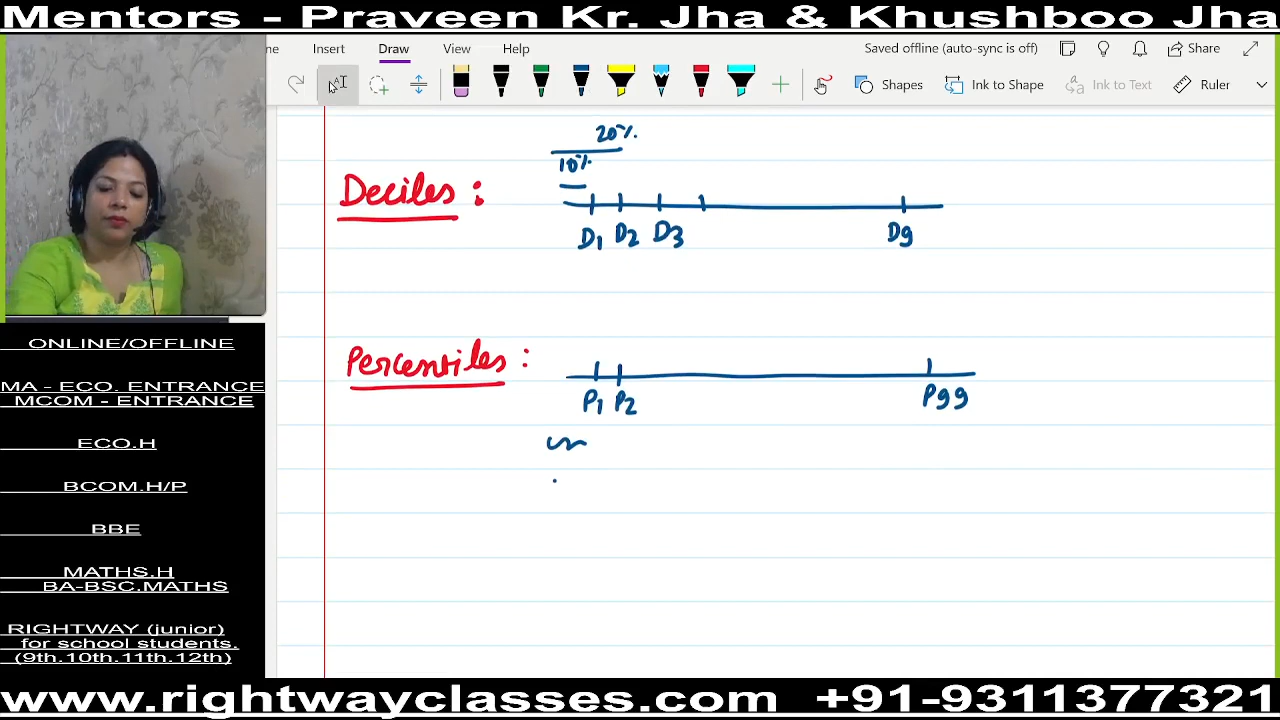 Mentors - Praveen Kr. Jha & Khushboo Jha
Insert Draw View Help Saved offline (auto-sync is off) Share
Shapes Ink to Shape Ink to Text Ruler
20%.
10%
Deciles :
D1 D2 D3 D9
Percentiles :
P1 P2 P99
ONLINE/OFFLINE
MA - ECO. ENTRANCE
MCOM - ENTRANCE
ECO.H
BCOM.H/P
BBE
MATHS.H
BA-BSC.MATHS
RIGHTWAY (junior)
for school students.
(9th.10th.11th.12th)
www.rightwayclasses.com +91-9311377321